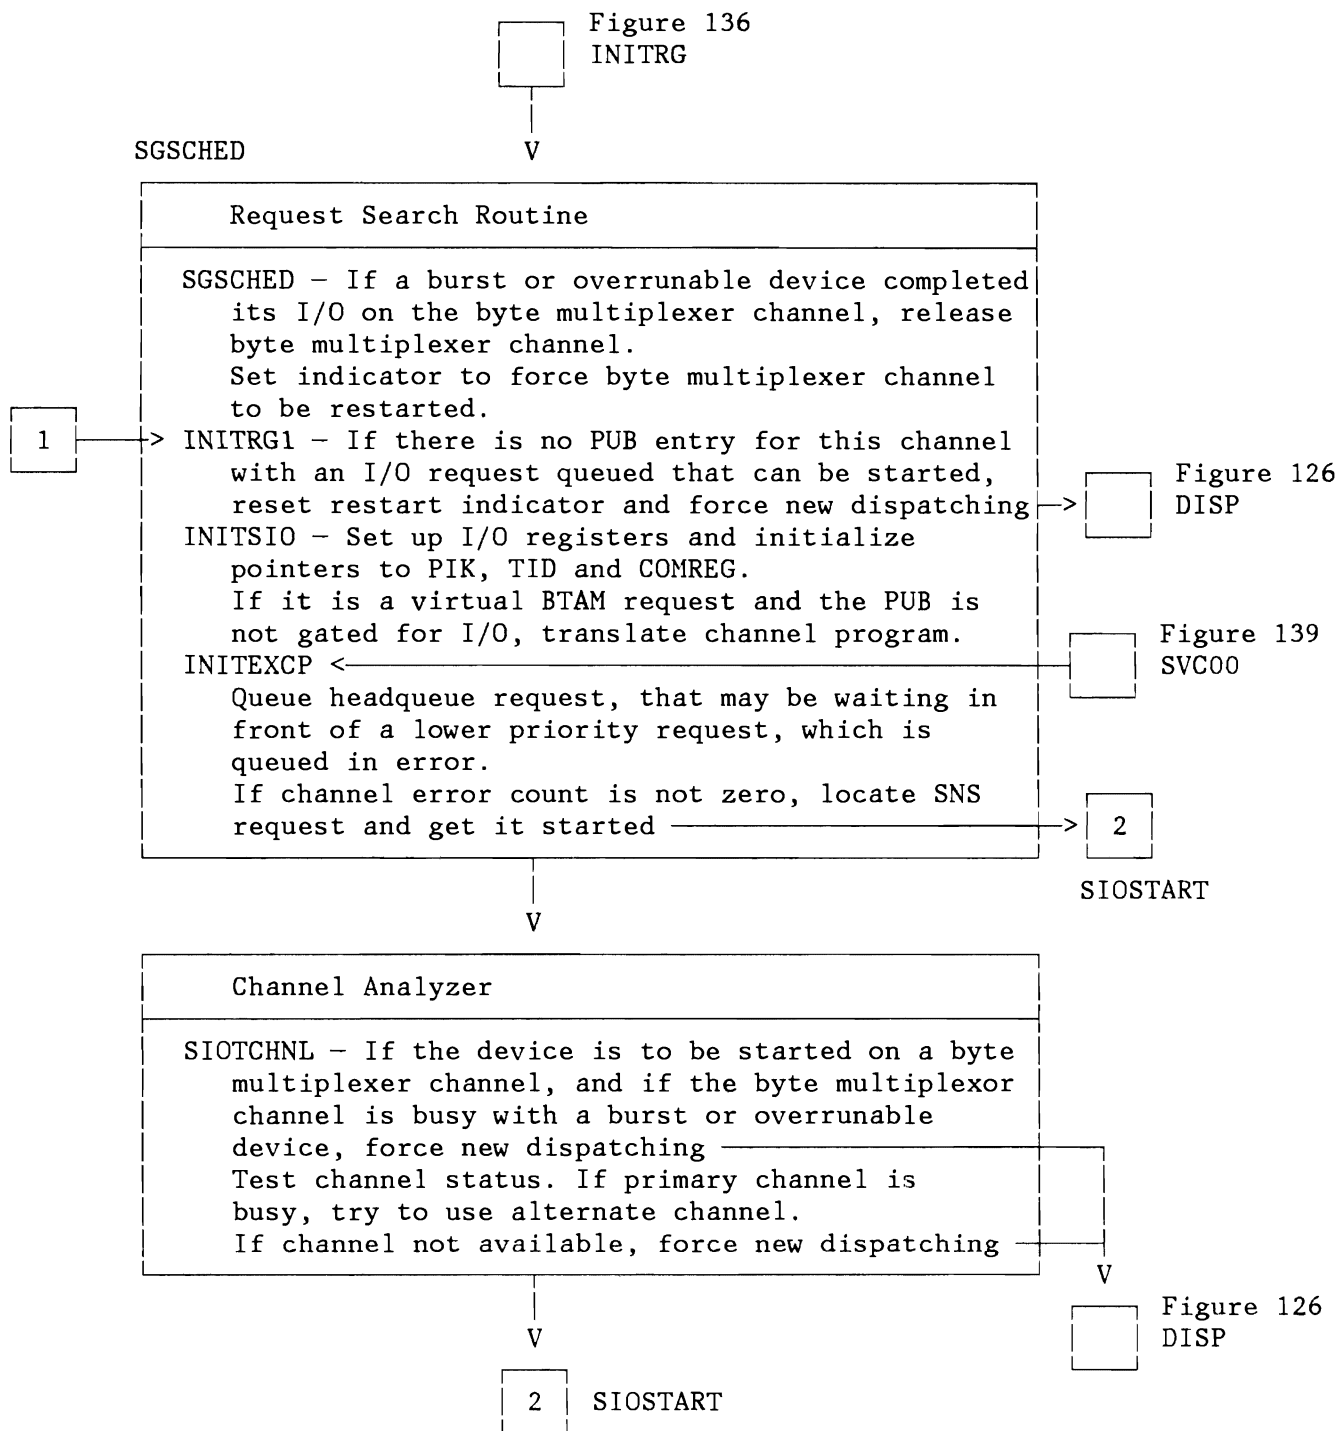 Figure 136
INITRG
SGSCHED
V
Request Search Routine
SGSCHED — If a burst or overrunable device completed
its I/O on the byte multiplexer channel, release
byte multiplexer channel.
Set indicator to force byte multiplexer channel
to be restarted.
1 > INITRG1 — If there is no PUB entry for this channel
with an I/O request queued that can be started,
reset restart indicator and force new dispatching >
Figure 126
DISP
INITSIO — Set up I/O registers and initialize
pointers to PIK, TID and COMREG.
If it is a virtual BTAM request and the PUB is
not gated for I/O, translate channel program.
INITEXCP <
Figure 139
SVC00
Queue headqueue request, that may be waiting in
front of a lower priority request, which is
queued in error.
If channel error count is not zero, locate SNS
request and get it started > 2
SIOSTART
V
Channel Analyzer
SIOTCHNL — If the device is to be started on a byte
multiplexer channel, and if the byte multiplexor
channel is busy with a burst or overrunable
device, force new dispatching
Test channel status. If primary channel is
busy, try to use alternate channel.
If channel not available, force new dispatching
V
Figure 126
DISP
V
2 SIOSTART